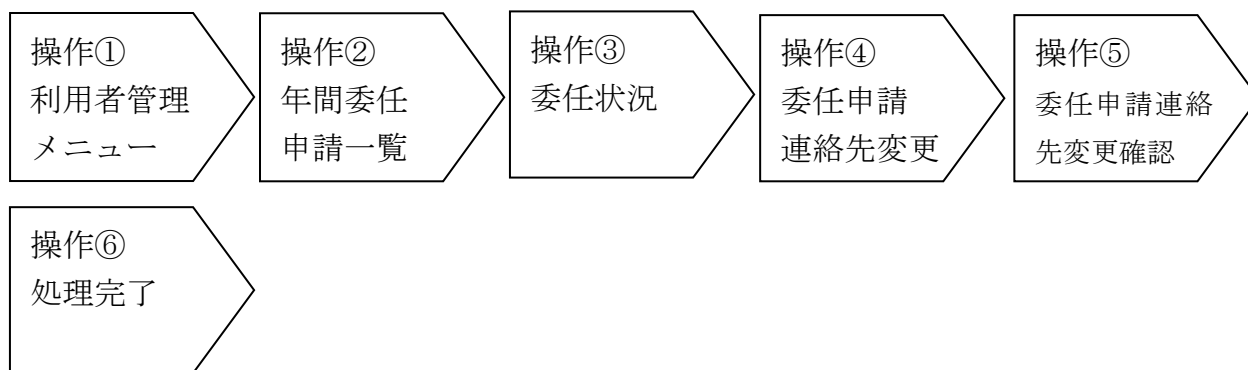 操作①
利用者管理
メニュー
操作②
年間委任
申請一覧
操作③
委任状況
操作④
委任申請
連絡先変更
操作⑤
委任申請連絡
先変更確認
操作⑥
処理完了